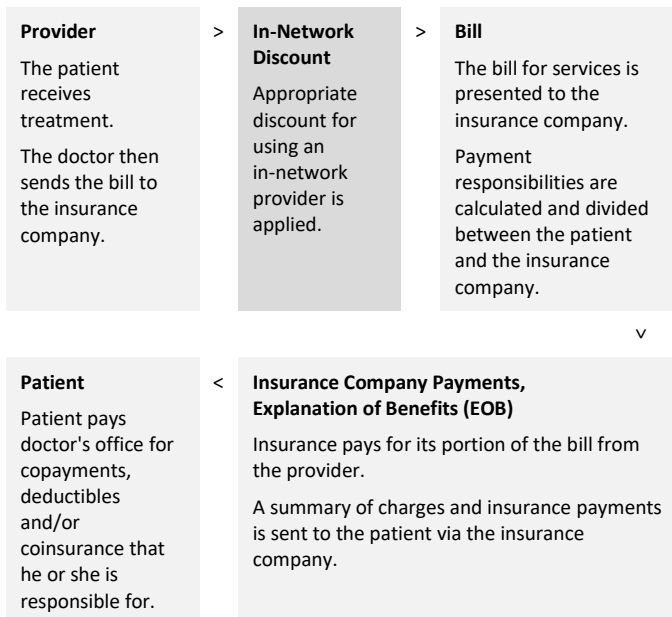 Provider
The patient
receives
treatment.
The doctor then
sends the bill to
the insurance
company.
>
In-Network
Discount
Appropriate
discount for
using an
in-network
provider is
applied.
>
Bill
The bill for services is
presented to the
insurance company.
Payment
responsibilities are
calculated and divided
between the patient
and the insurance
company.
>
Insurance Company Payments,
Explanation of Benefits (EOB)
Insurance pays for its portion of the bill from
the provider.
A summary of charges and insurance payments
is sent to the patient via the insurance
company.
<
Patient
Patient pays
doctor's office for
copayments,
deductibles
and/or
coinsurance that
he or she is
responsible for.